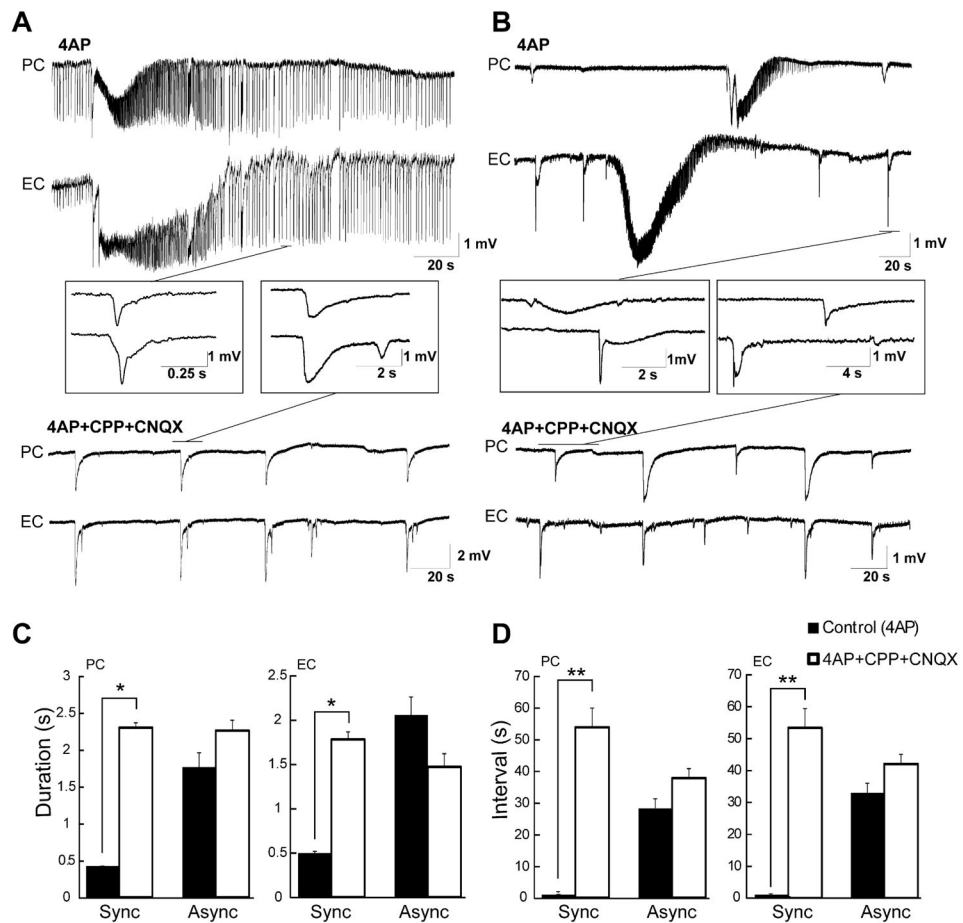 A
4AP
PC
EC
1 mV
20 s
1 mV
0.25 s
1 mV
2 s
4AP+CPP+CNQX
PC
EC
2 mV
20 s
B
4AP
PC
EC
1 mV
20 s
1mV
2 s
1 mV
4 s
4AP+CPP+CNQX
PC
EC
1 mV
20 s
C
PC
Duration (s)
3
2.5
2
1.5
1
0.5
0
*
Sync
Async
EC
2.5
2
1.5
1
0.5
0
*
Sync
Async
D
Control (4AP)
4AP+CPP+CNQX
PC
Interval (s)
70
60
50
40
30
20
10
0
**
Sync
Async
EC
70
60
50
40
30
20
10
0
**
Sync
Async